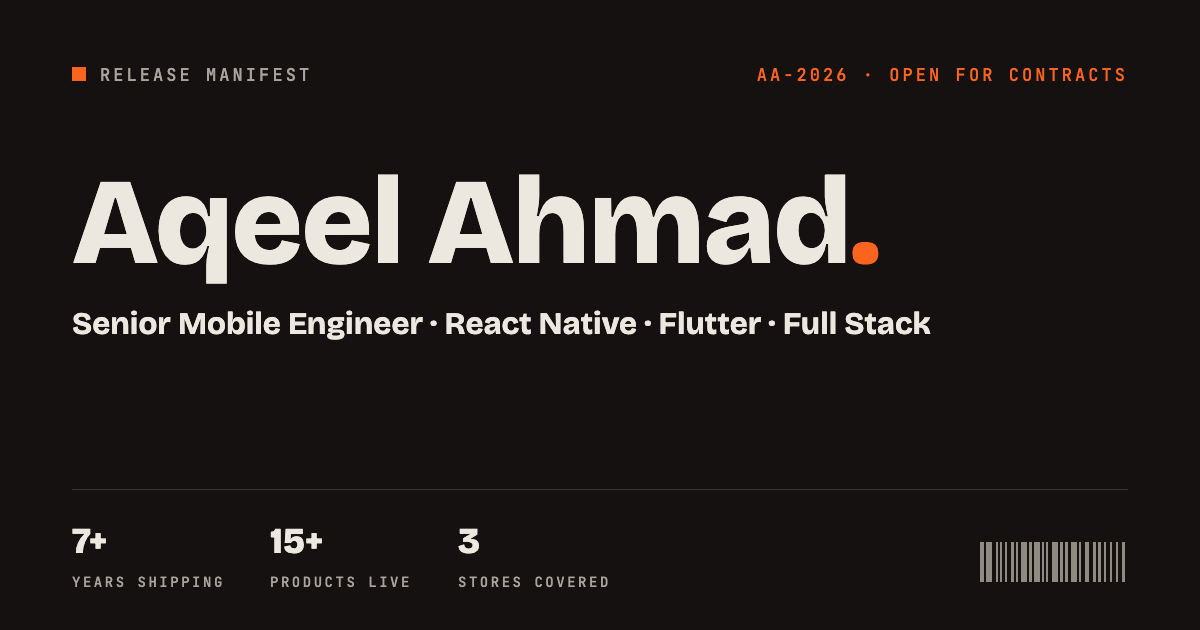 RELEASE MANIFEST
AA-2026 · OPEN FOR CONTRACTS
Aqeel Ahmad.
Senior Mobile Engineer · React Native · Flutter · Full Stack
7+
YEARS SHIPPING
15+
PRODUCTS LIVE
3
STORES COVERED